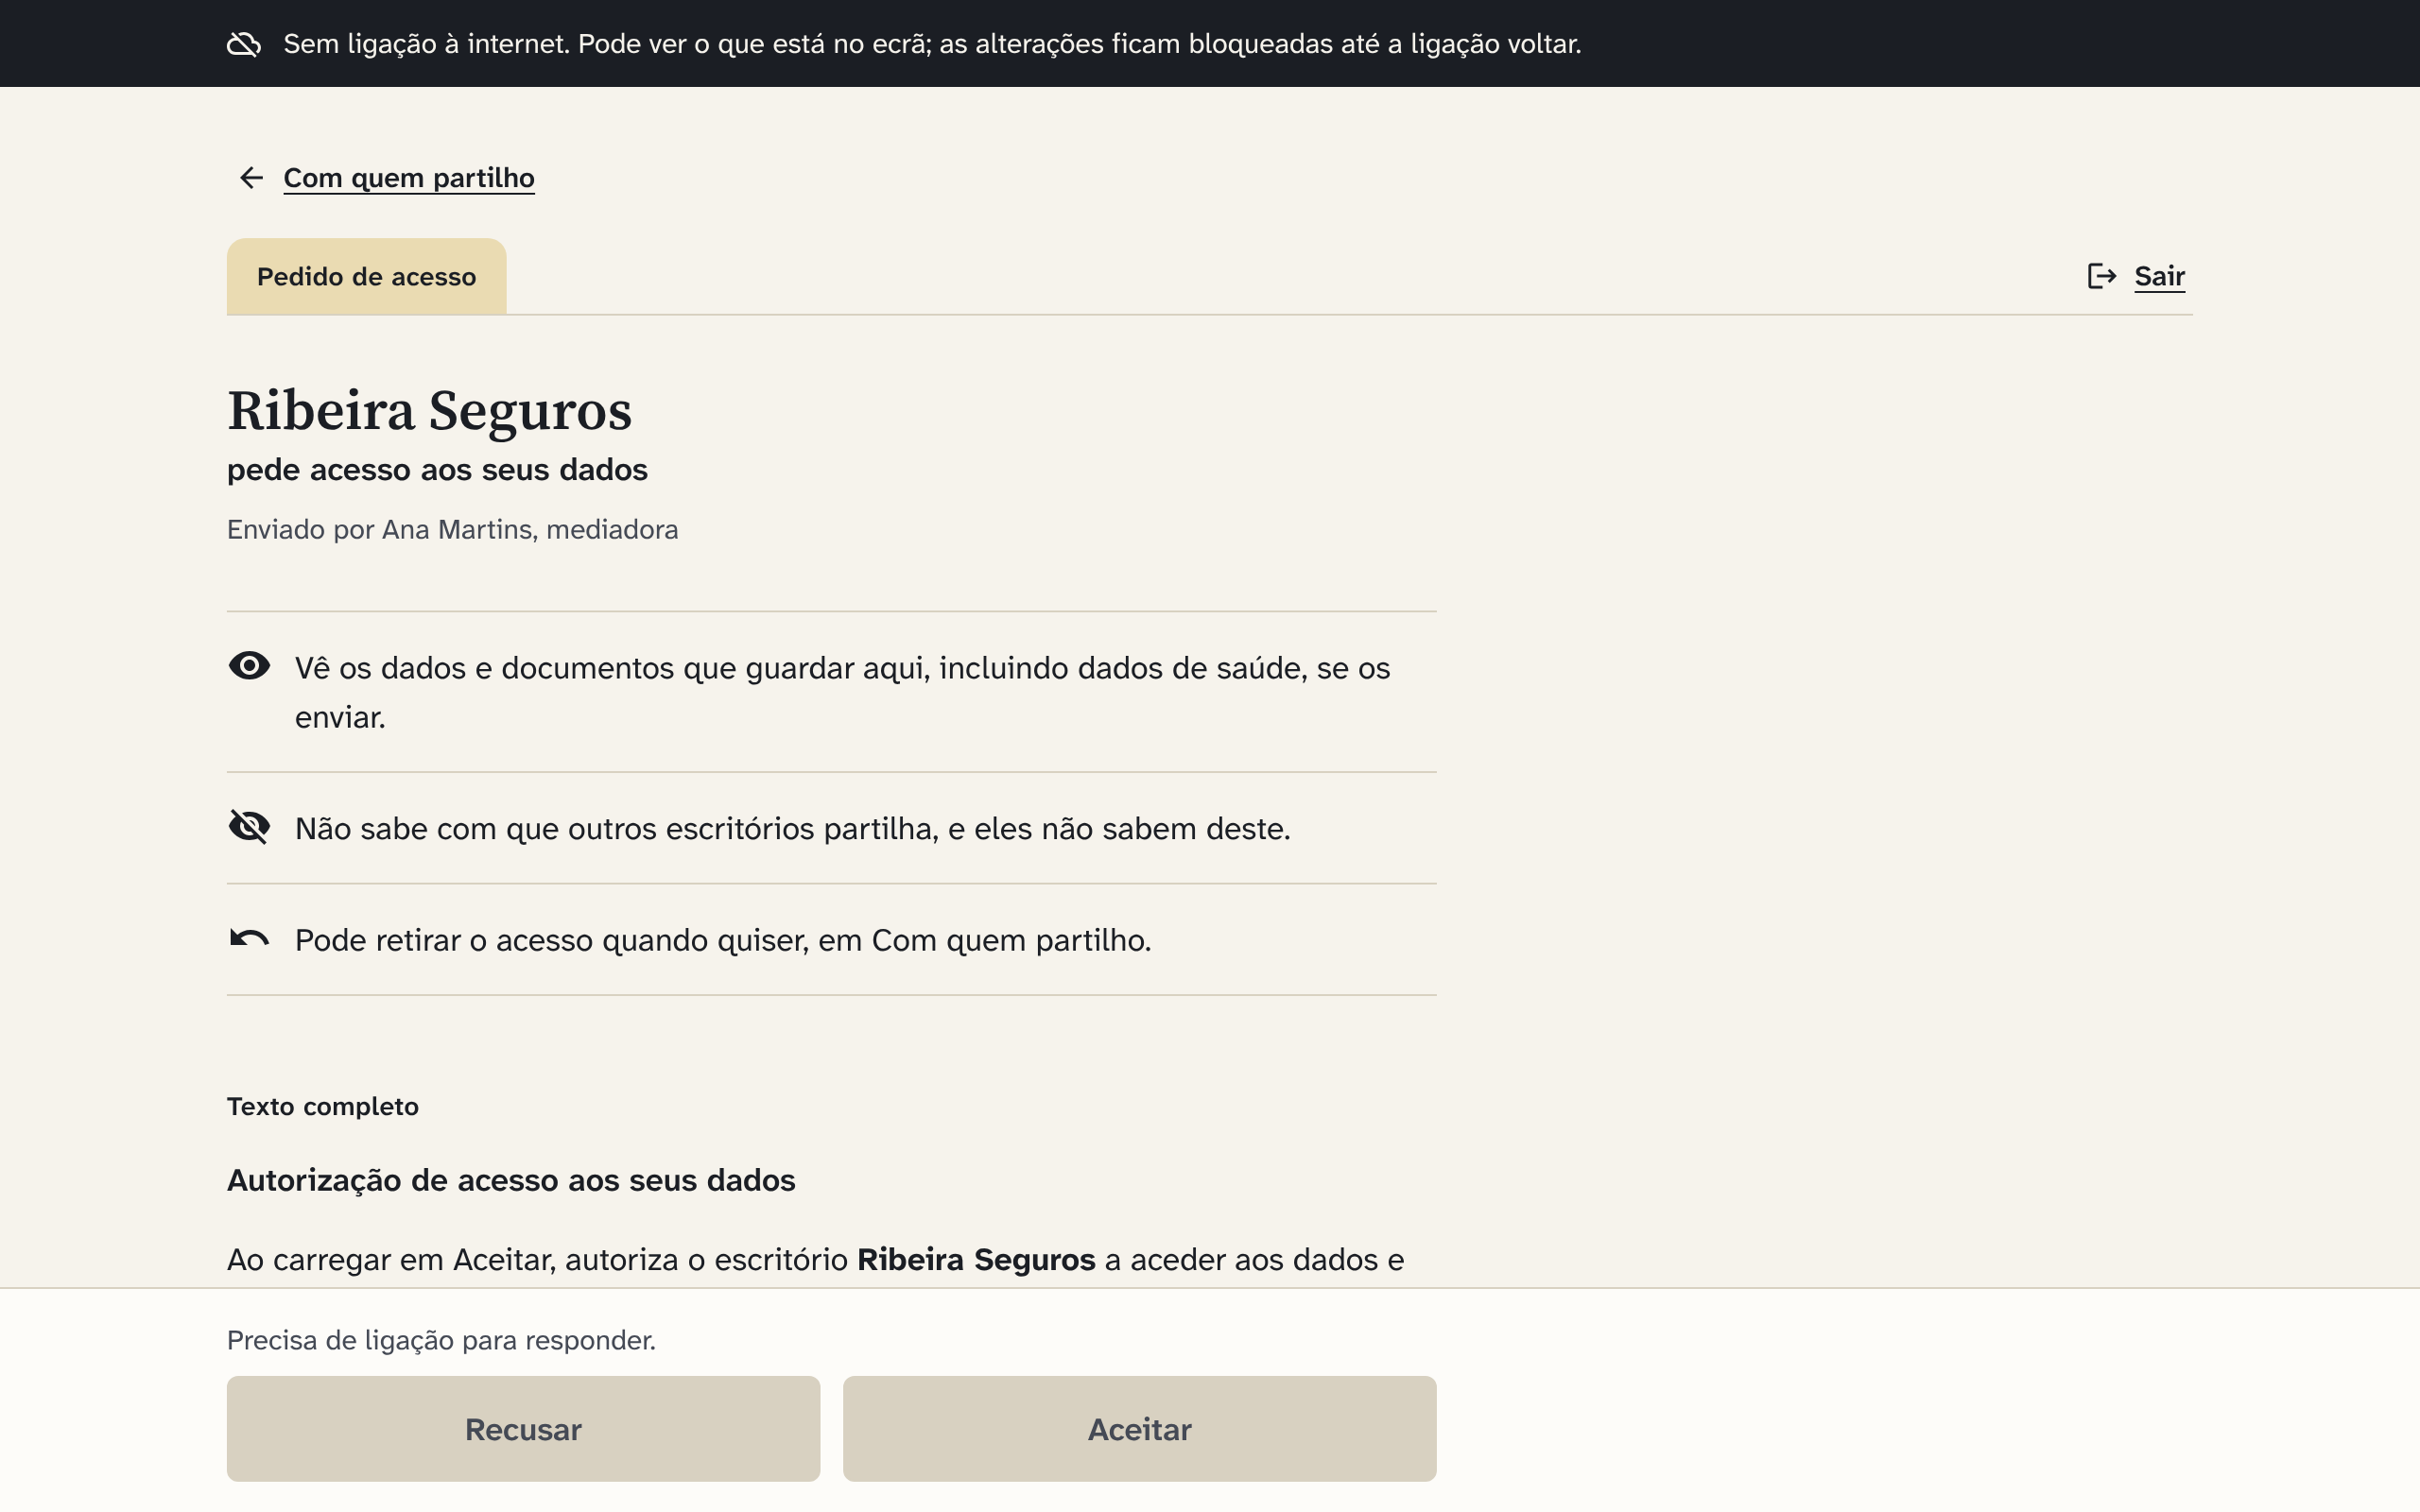 Sem ligação à internet. Pode ver o que está no ecrã; as alterações ficam bloqueadas até a ligação voltar.
Com quem partilho
Pedido de acesso
Sair
Ribeira Seguros
pede acesso aos seus dados
Enviado por Ana Martins, mediadora
Vê os dados e documentos que guardar aqui, incluindo dados de saúde, se os
enviar.
Não sabe com que outros escritórios partilha, e eles não sabem deste.
Pode retirar o acesso quando quiser, em Com quem partilho.
Texto completo
Autorização de acesso aos seus dados
Ao carregar em Aceitar, autoriza o escritório Ribeira Seguros a aceder aos dados e
Precisa de ligação para responder.
Recusar
Aceitar